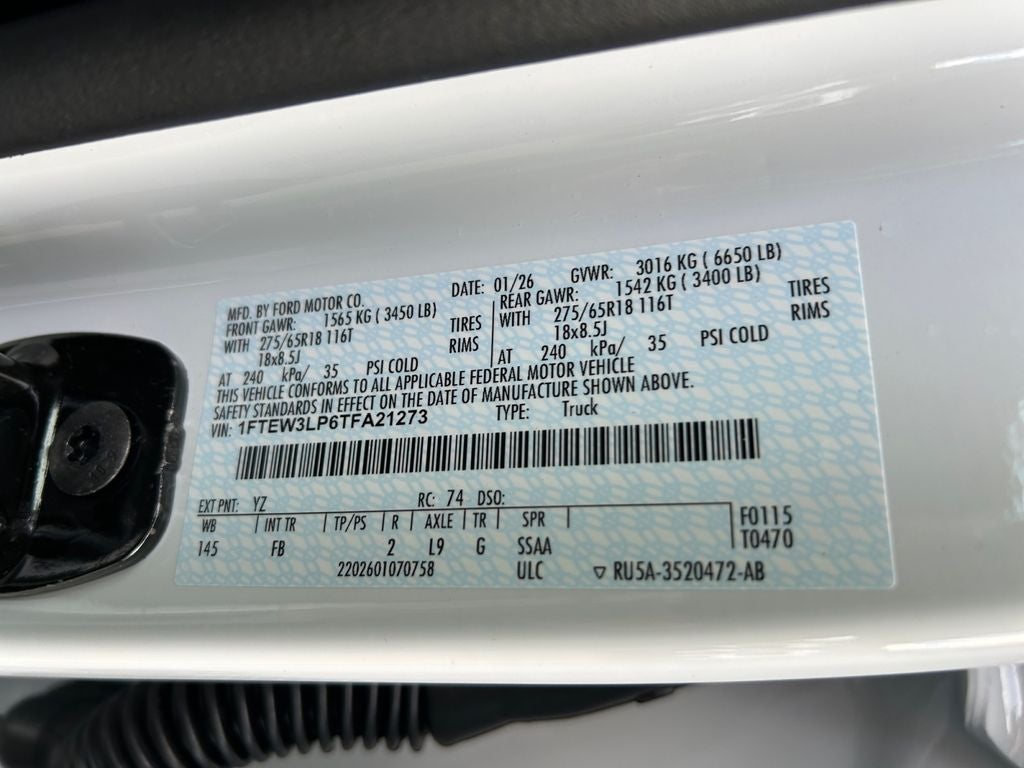 MFD. BY FORD MOTOR CO. DATE: 01/26 GVWR: 3016 KG ( 6650 LB)
FRONT GAWR: 1565 KG ( 3450 LB) REAR GAWR: 1542 KG ( 3400 LB)
WITH 275/65R18 116T TIRES WITH 275/65R18 116T TIRES
18x8.5J RIMS 18x8.5J RIMS
AT 240 kPa/ 35 PSI COLD AT 240 kPa/ 35 PSI COLD
THIS VEHICLE CONFORMS TO ALL APPLICABLE FEDERAL MOTOR VEHICLE
SAFETY STANDARDS IN EFFECT ON THE DATE OF MANUFACTURE SHOWN ABOVE.
VIN: 1FTEW3LP6TFA21273 TYPE: Truck
EXT PNT: YZ RC: 74 DSO:
WB INT TR TP/PS R AXLE TR SPR F0115
145 FB 2 L9 G SSAA T0470
2202601070758 ULC ▽ RU5A-3520472-AB